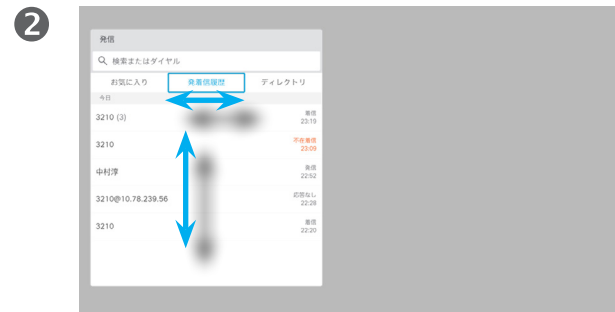 2
発信
検索またはダイヤル
お気に入り 発着信履歴 ディレクトリ
今日
3210 (3) 着信
23:19
3210 不在着信
23:09
中村淳 発信
22:52
3210@10.78.239.56 応答なし
22:26
3210 着信
22:20